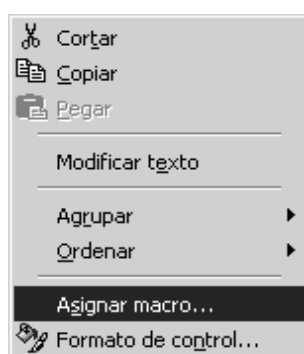 Cortar
Copiar
Pegar
Modificar texto
Agrupar
Ordenar
Asignar macro...
Formato de control...